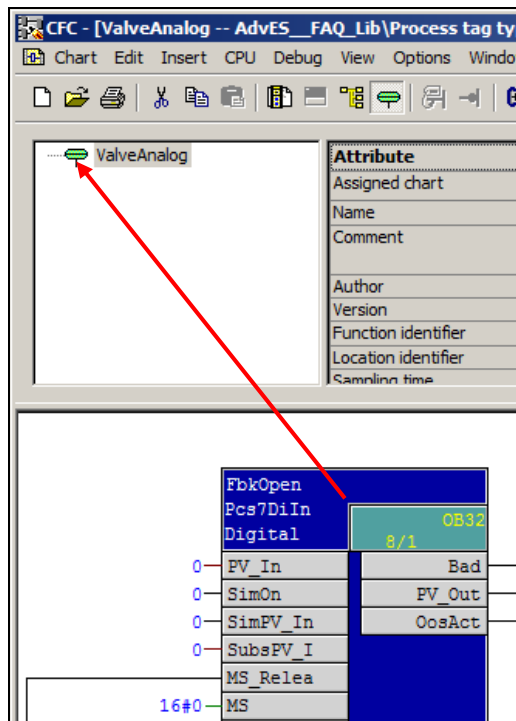 CFC - [ValveAnalog -- AdvES__FAQ_Lib\Process tag ty
Chart Edit Insert CPU Debug View Options Windo
ValveAnalog
Attribute
Assigned chart
Name
Comment
Author
Version
Function identifier
Location identifier
Sampling time
FbkOpen
Pcs7DiIn
Digital
OB32
8/1
0 PV_In Bad
0 SimOn PV_Out
0 SimPV_In OosAct
0 SubsPV_I
MS_Relea
16#0 MS